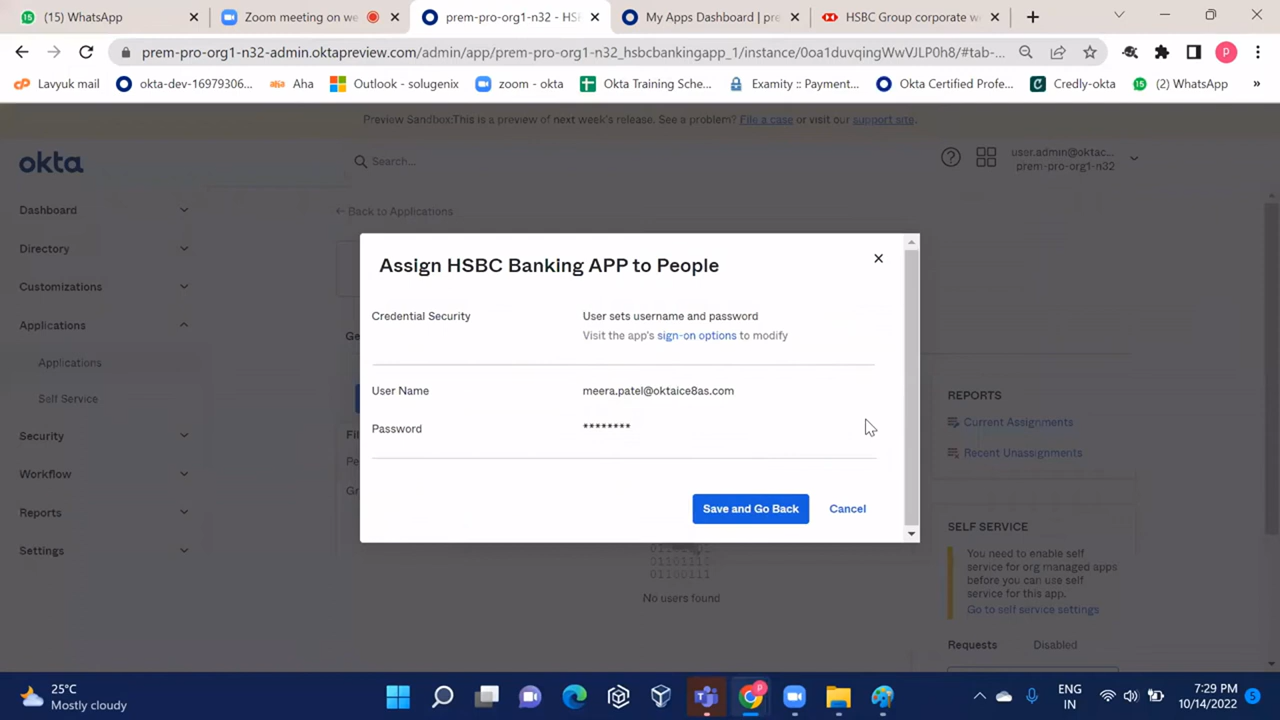 (15) WhatsApp
Zoom meeting on we
prem-pro-org1-n32 - HSB
My Apps Dashboard | pre
HSBC Group corporate w
prem-pro-org1-n32-admin.oktapreview.com/admin/app/prem-pro-org1-n32_hsbcbankingapp_1/instance/0oa1duvqingWwVJLP0h8/#tab-...
P
Lavyuk mail
okta-dev-16979306...
Aha
Outlook - solugenix
zoom - okta
Okta Training Sche...
Examity :: Payment...
Okta Certified Profe...
Credly-okta
(2) WhatsApp
»
Preview Sandbox:This is a preview of next week's release. See a problem? File a case or visit our support site.
okta
Search...
user.admin@oktaic...
prem-pro-org1-n32
Dashboard
Directory
Customizations
Applications
Applications
Self Service
Security
Workflow
Reports
Settings
← Back to Applications
Assign HSBC Banking APP to People
Credential Security
User sets username and password
Visit the app's sign-on options to modify
User Name
meera.patel@oktaice8as.com
Password
********
Save and Go Back
Cancel
01101110
01100111
No users found
REPORTS
Current Assignments
Recent Unassignments
SELF SERVICE
You need to enable self
service for org managed apps
before you can use self
service for this app.
Go to self service settings
Requests
Disabled
25°C
Mostly cloudy
ENG
IN
7:29 PM
10/14/2022
5